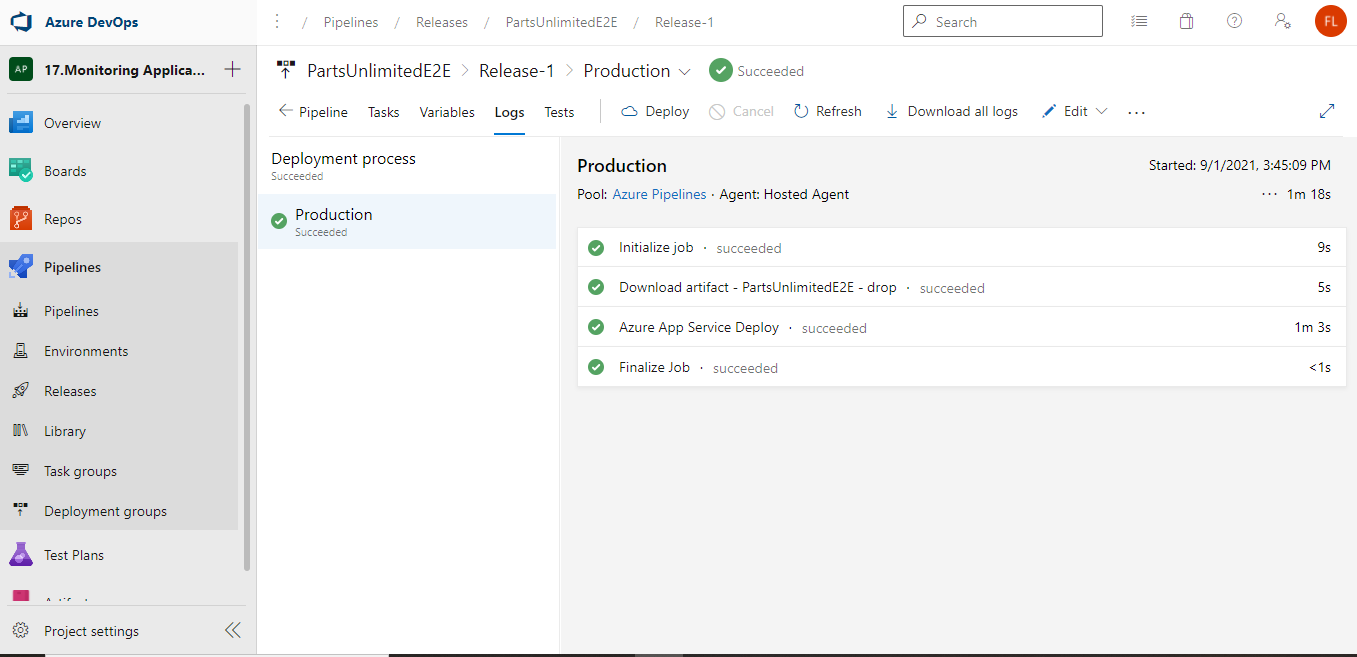 Azure DevOps
/ Pipelines / Releases / PartsUnlimitedE2E / Release-1
Search
FL
AP 17.Monitoring Applica...
Overview
Boards
Repos
Pipelines
Pipelines
Environments
Releases
Library
Task groups
Deployment groups
Test Plans
Artifacts
Project settings
PartsUnlimitedE2E > Release-1 > Production Succeeded
Pipeline Tasks Variables Logs Tests Deploy Cancel Refresh Download all logs Edit ...
Deployment process
Succeeded
Production
Succeeded
Production Started: 9/1/2021, 3:45:09 PM
Pool: Azure Pipelines · Agent: Hosted Agent ... 1m 18s
Initialize job · succeeded 9s
Download artifact - PartsUnlimitedE2E - drop · succeeded 5s
Azure App Service Deploy · succeeded 1m 3s
Finalize Job · succeeded <1s